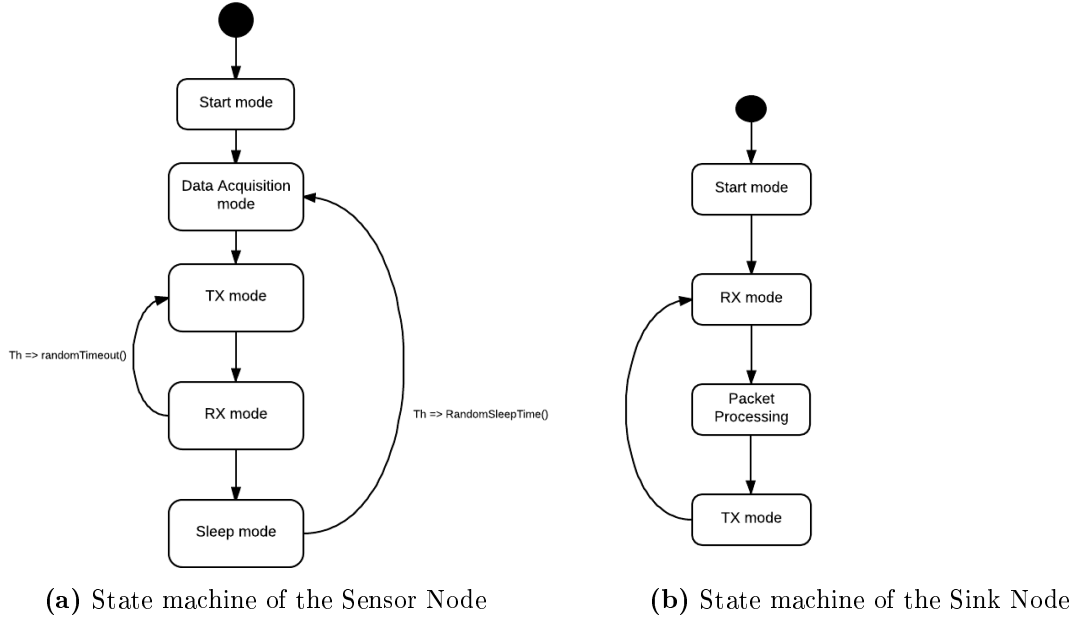 Start mode
Data Acquisition
mode
TX mode
Th => randomTimeout()
RX mode
Th => RandomSleepTime()
Sleep mode
(a) State machine of the Sensor Node
Start mode
RX mode
Packet
Processing
TX mode
(b) State machine of the Sink Node